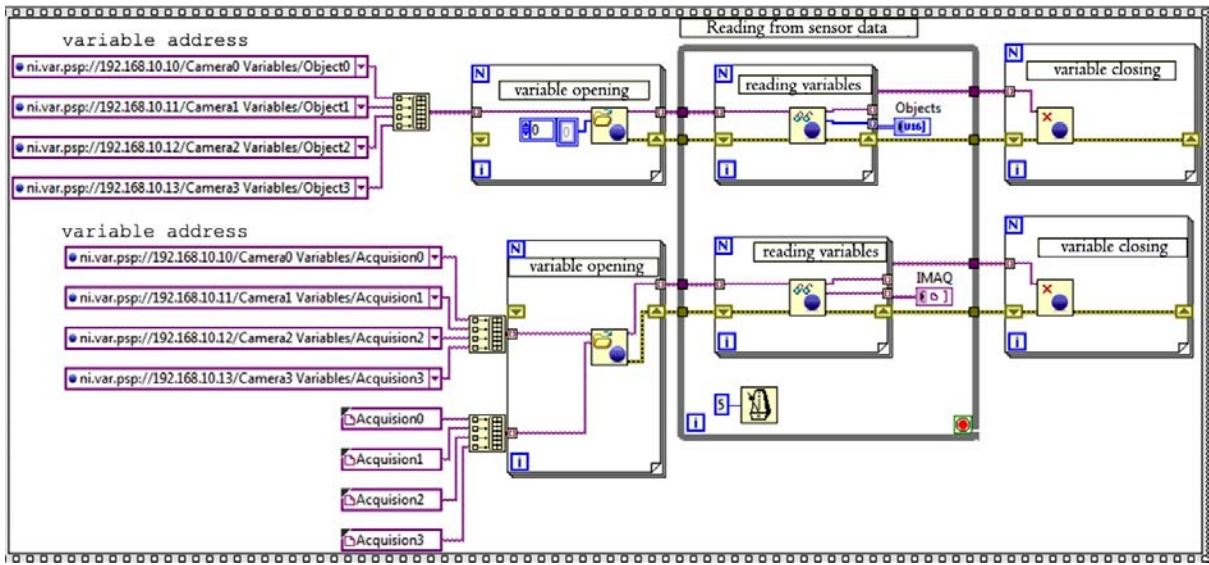 Reading from sensor data
variable address
ni.var.psp://192.168.10.10/Camera0 Variables/Object0
ni.var.psp://192.168.10.11/Camera1 Variables/Object1
ni.var.psp://192.168.10.12/Camera2 Variables/Object2
ni.var.psp://192.168.10.13/Camera3 Variables/Object3
N
variable opening
0
0
i
N
reading variables
Objects
[U16]
i
N
variable closing
i
variable address
ni.var.psp://192.168.10.10/Camera0 Variables/Acquision0
ni.var.psp://192.168.10.11/Camera1 Variables/Acquision1
ni.var.psp://192.168.10.12/Camera2 Variables/Acquision2
ni.var.psp://192.168.10.13/Camera3 Variables/Acquision3
Acquision0
Acquision1
Acquision2
Acquision3
N
variable opening
i
N
reading variables
IMAQ
i
5
i
N
variable closing
i